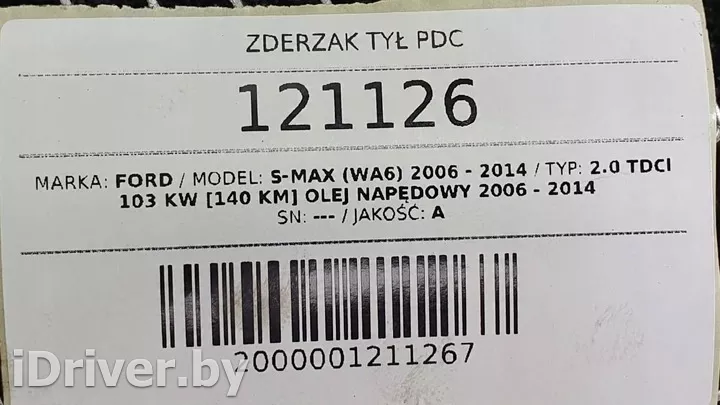 ZDERZAK TYŁ PDC
121126
MARKA: FORD / MODEL: S-MAX (WA6) 2006 - 2014 / TYP: 2.0 TDCI
103 KW [140 KM] OLEJ NAPĘDOWY 2006 - 2014
SN: --- / JAKOŚĆ: A
2000001211267
iDriver.by